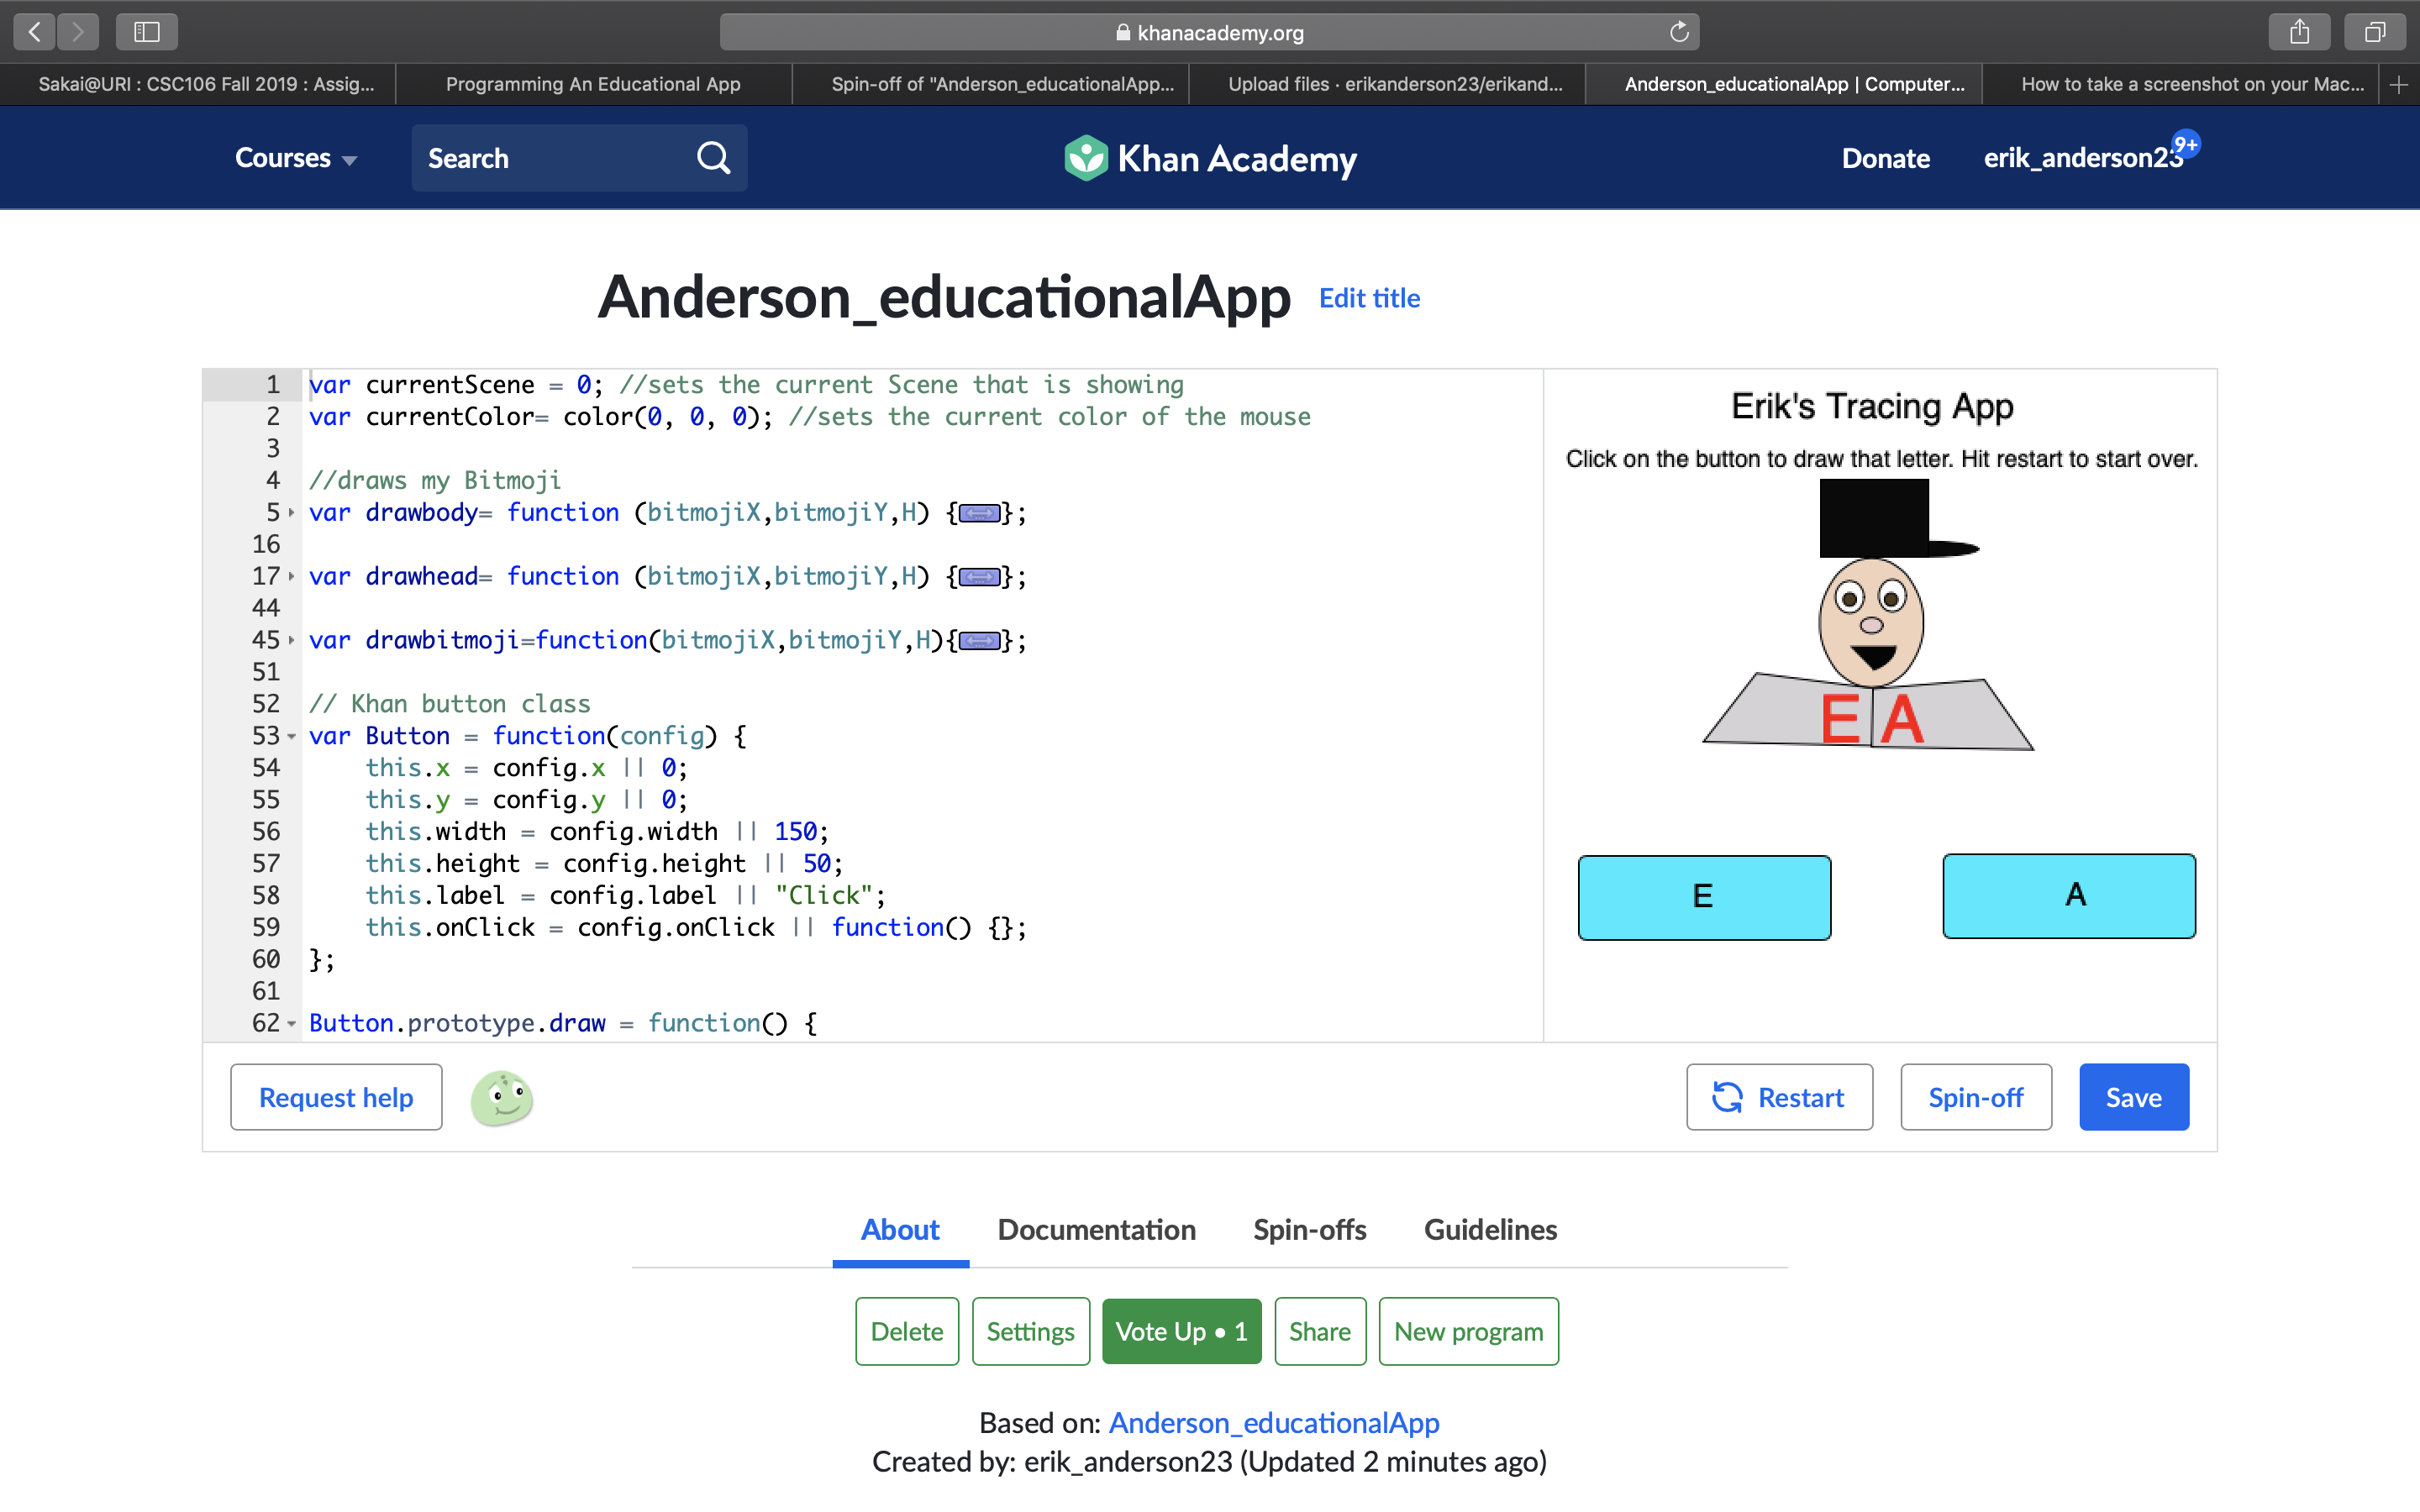 khanacademy.org
Sakai@URI : CSC106 Fall 2019 : Assig...
Programming An Educational App
Spin-off of "Anderson_educationalApp...
Upload files · erikanderson23/erikand...
Anderson_educationalApp | Computer...
How to take a screenshot on your Mac...
Courses
Search
Khan Academy
Donate
erik_anderson23
9+
Anderson_educationalApp
Edit title
1 var currentScene = 0; //sets the current Scene that is showing
2 var currentColor= color(0, 0, 0); //sets the current color of the mouse
3
4 //draws my Bitmoji
5 var drawbody= function (bitmojiX,bitmojiY,H) {};
16
17 var drawhead= function (bitmojiX,bitmojiY,H) {};
44
45 var drawbitmoji=function(bitmojiX,bitmojiY,H){};
51
52 // Khan button class
53 var Button = function(config) {
54 this.x = config.x || 0;
55 this.y = config.y || 0;
56 this.width = config.width || 150;
57 this.height = config.height || 50;
58 this.label = config.label || "Click";
59 this.onClick = config.onClick || function() {};
60 };
61
62 Button.prototype.draw = function() {
Erik's Tracing App
Click on the button to draw that letter. Hit restart to start over.
E A
E
A
Request help
Restart
Spin-off
Save
About
Documentation
Spin-offs
Guidelines
Delete
Settings
Vote Up • 1
Share
New program
Based on: Anderson_educationalApp
Created by: erik_anderson23 (Updated 2 minutes ago)